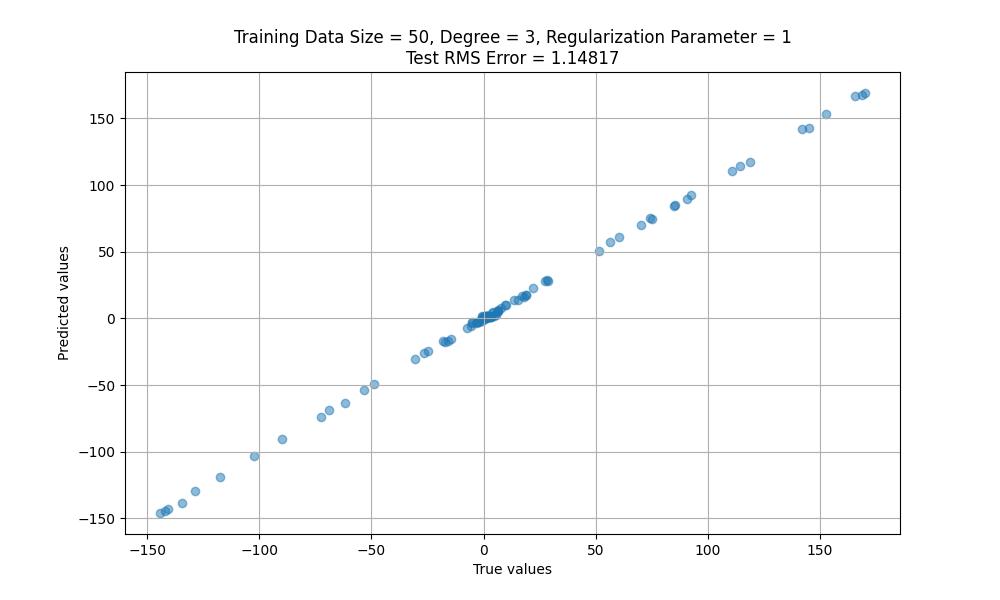 Training Data Size = 50, Degree = 3, Regularization Parameter = 1
Test RMS Error = 1.14817
150
100
50
0
−50
−100
−150
Predicted values
−150 −100 −50 0 50 100 150
True values